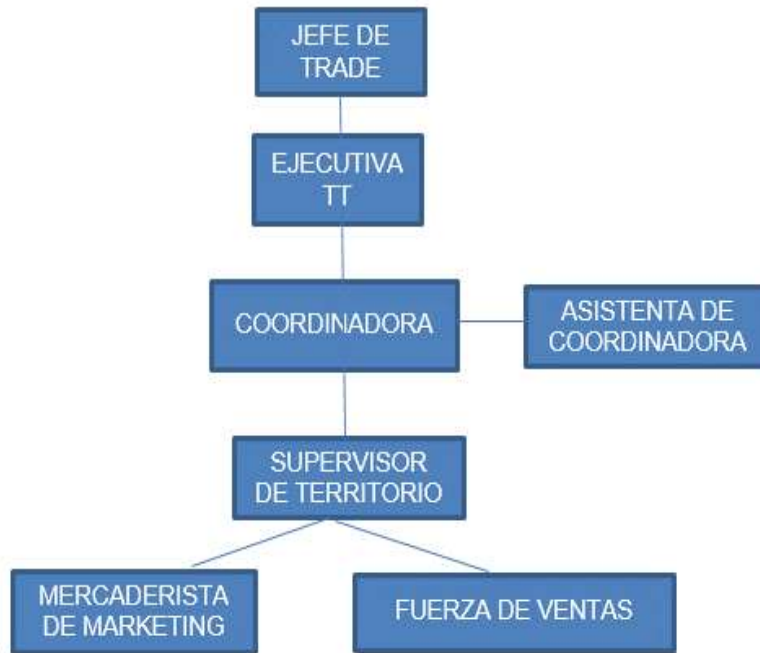 JEFE DE
TRADE
EJECUTIVA
TT
COORDINADORA
ASISTENTA DE
COORDINADORA
SUPERVISOR
DE TERRITORIO
MERCADERISTA
DE MARKETING
FUERZA DE VENTAS